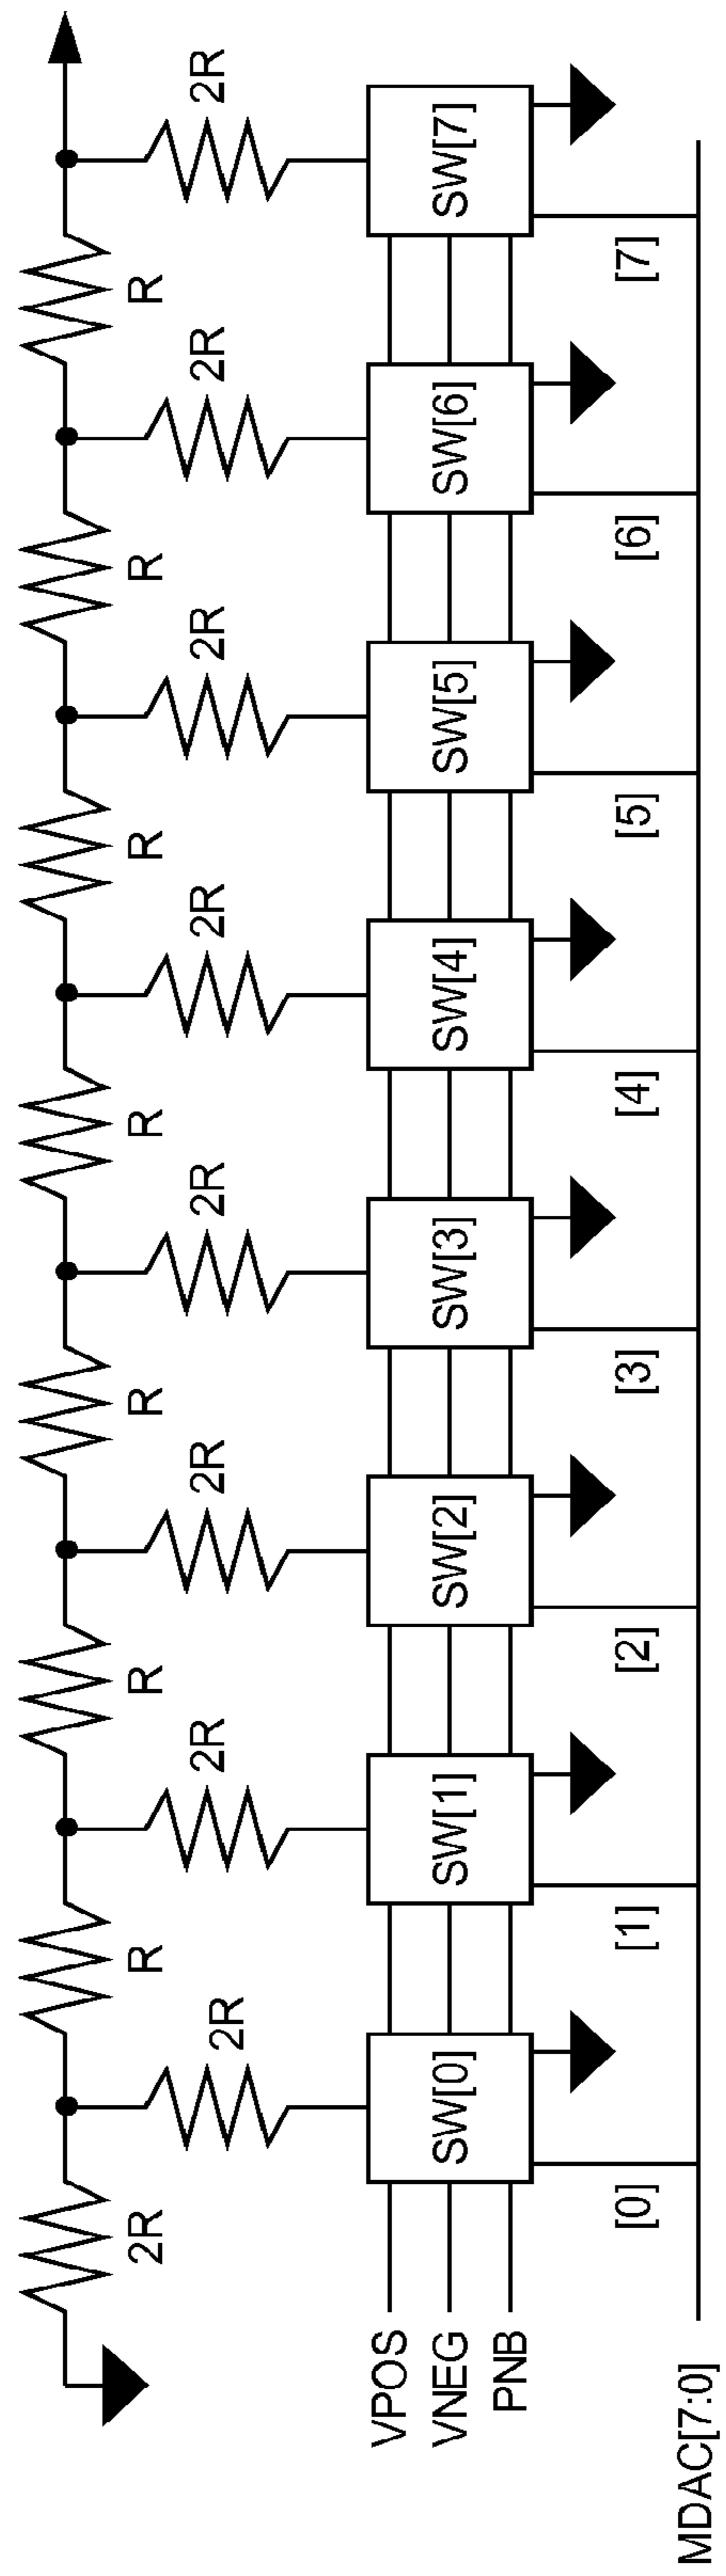 2R R R R R R R R
2R 2R 2R 2R 2R 2R 2R 2R
VPOS
VNEG
PNB
SW[0] SW[1] SW[2] SW[3] SW[4] SW[5] SW[6] SW[7]
[0] [1] [2] [3] [4] [5] [6] [7]
MDAC[7:0]